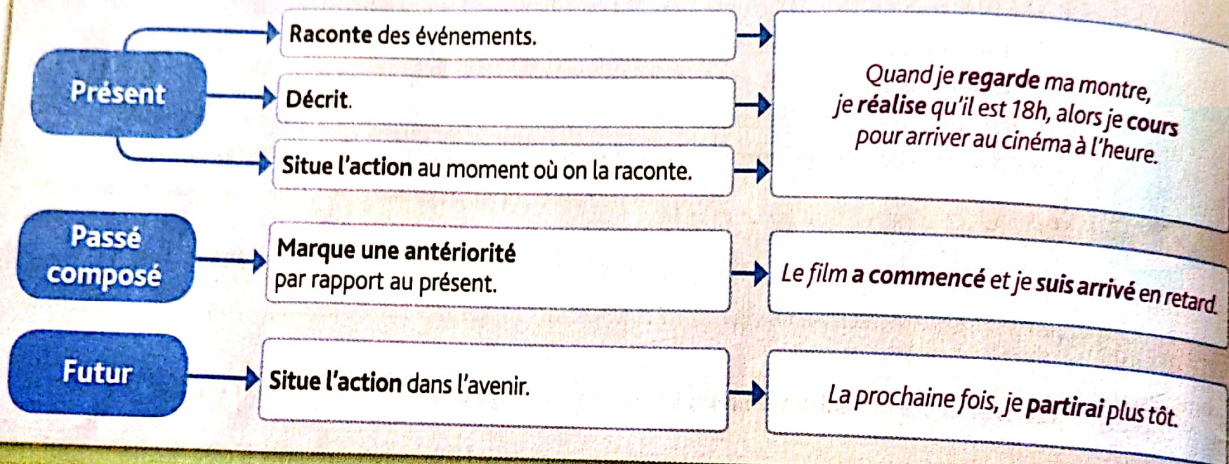 Présent
Raconte des événements.
Décrit.
Situe l'action au moment où on la raconte.
Quand je regarde ma montre,
je réalise qu'il est 18h, alors je cours
pour arriver au cinéma à l'heure.
Passé
composé
Marque une antériorité
par rapport au présent.
Le film a commencé et je suis arrivé en retard.
Futur
Situe l'action dans l'avenir.
La prochaine fois, je partirai plus tôt.